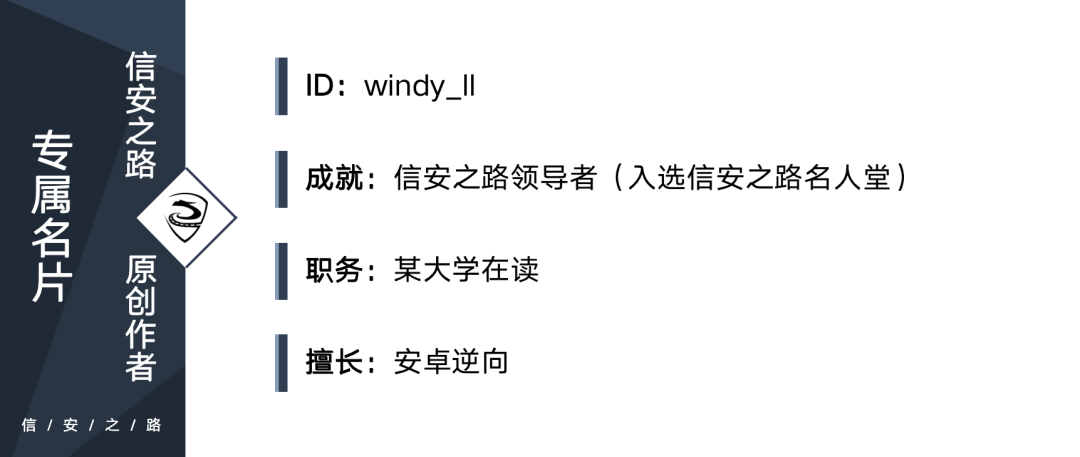 专属名片
信安之路 原创作者
信/安/之/路
ID：windy_ll
成就：信安之路领导者（入选信安之路名人堂）
职务：某大学在读
擅长：安卓逆向